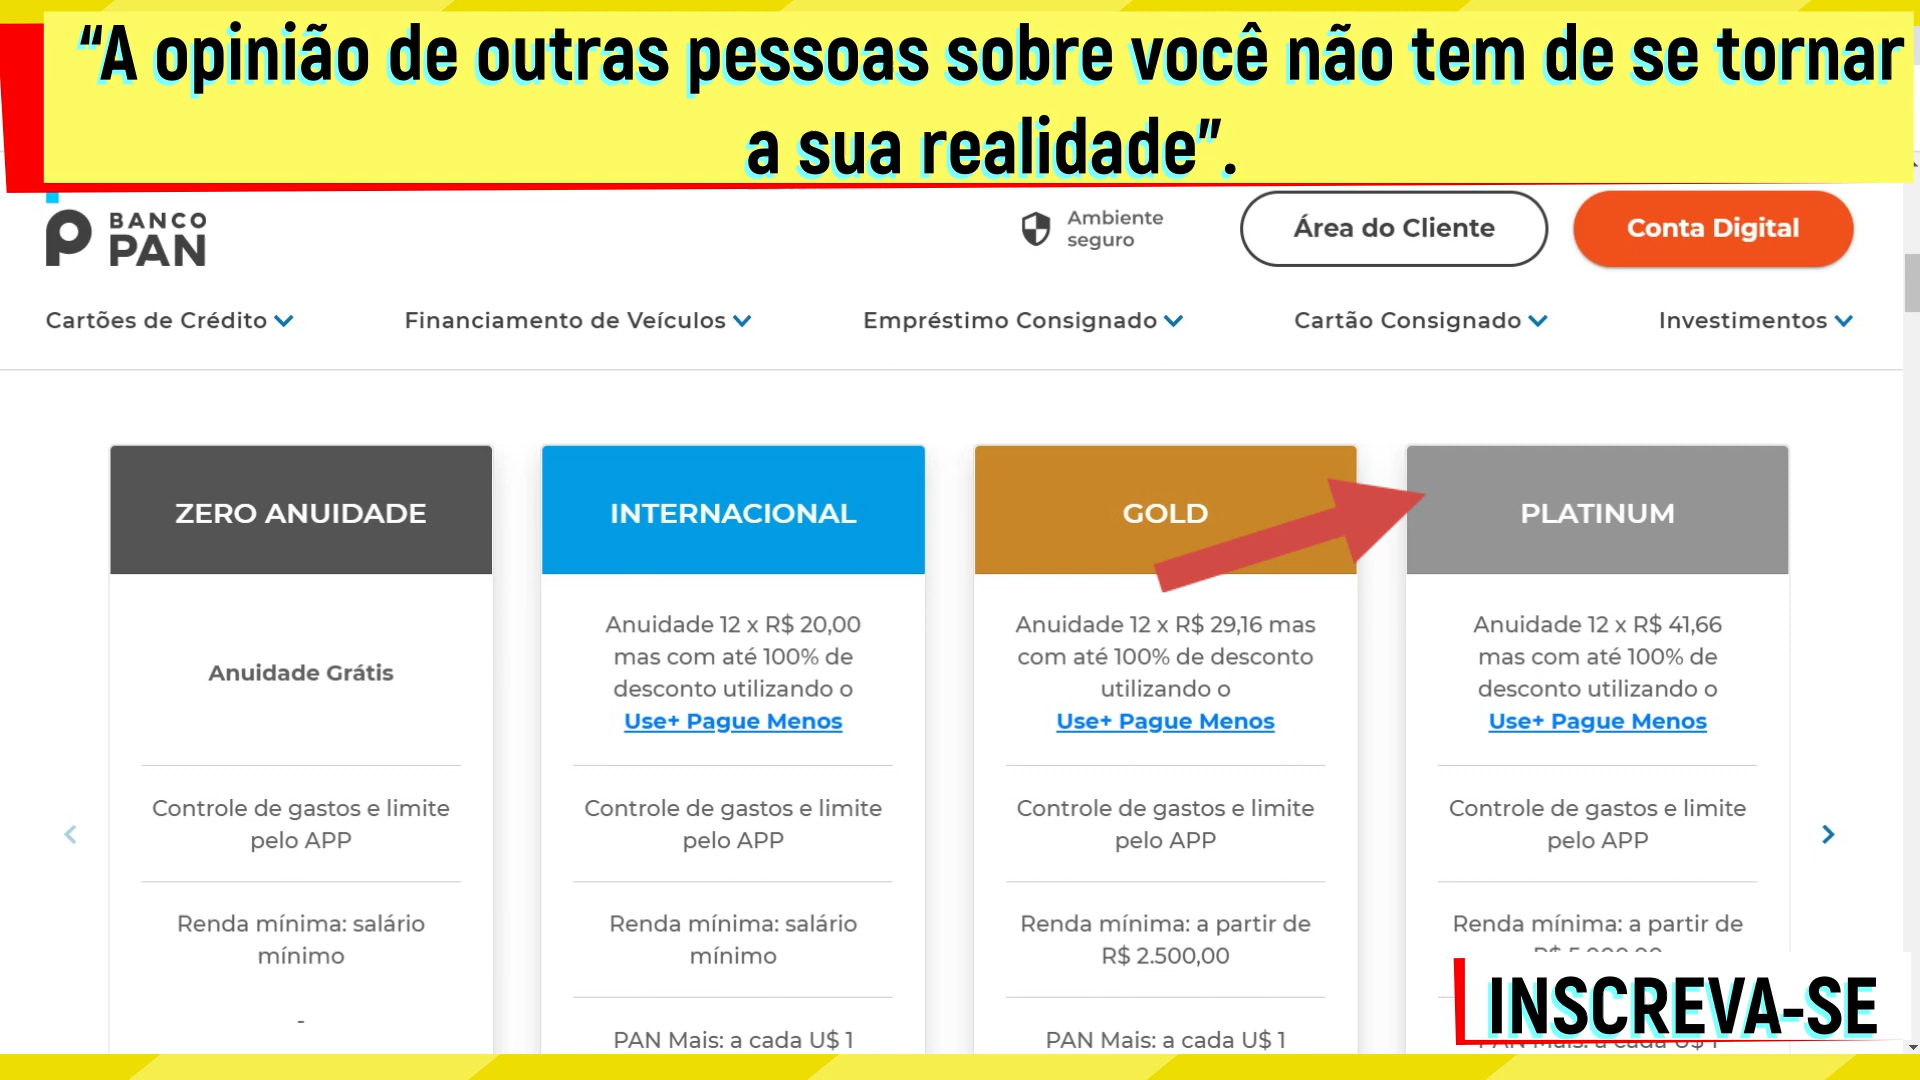 “A opinião de outras pessoas sobre você não tem de se tornar
a sua realidade”.
BANCO
PAN
Ambiente
seguro
Área do Cliente
Conta Digital
Cartões de Crédito
Financiamento de Veículos
Empréstimo Consignado
Cartão Consignado
Investimentos
ZERO ANUIDADE
Anuidade Grátis
Controle de gastos e limite
pelo APP
Renda mínima: salário
mínimo
-
INTERNACIONAL
Anuidade 12 x R$ 20,00
mas com até 100% de
desconto utilizando o
Use+ Pague Menos
Controle de gastos e limite
pelo APP
Renda mínima: salário
mínimo
PAN Mais: a cada U$ 1
GOLD
Anuidade 12 x R$ 29,16 mas
com até 100% de desconto
utilizando o
Use+ Pague Menos
Controle de gastos e limite
pelo APP
Renda mínima: a partir de
R$ 2.500,00
PAN Mais: a cada U$ 1
PLATINUM
Anuidade 12 x R$ 41,66
mas com até 100% de
desconto utilizando o
Use+ Pague Menos
Controle de gastos e limite
pelo APP
Renda mínima: a partir de
INSCREVA-SE